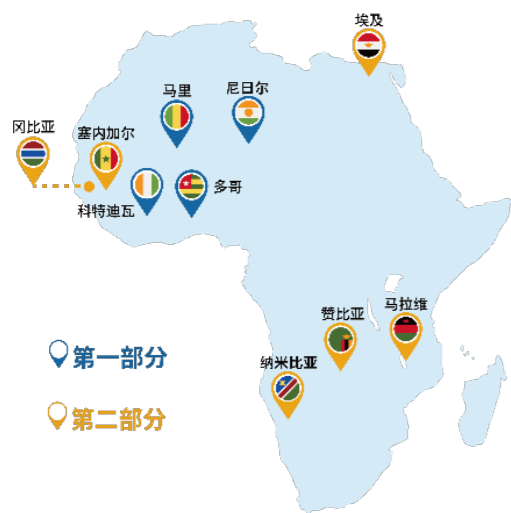 埃及
马里
尼日尔
冈比亚
塞内加尔
科特迪瓦
多哥
赞比亚
马拉维
纳米比亚
第一部分
第二部分